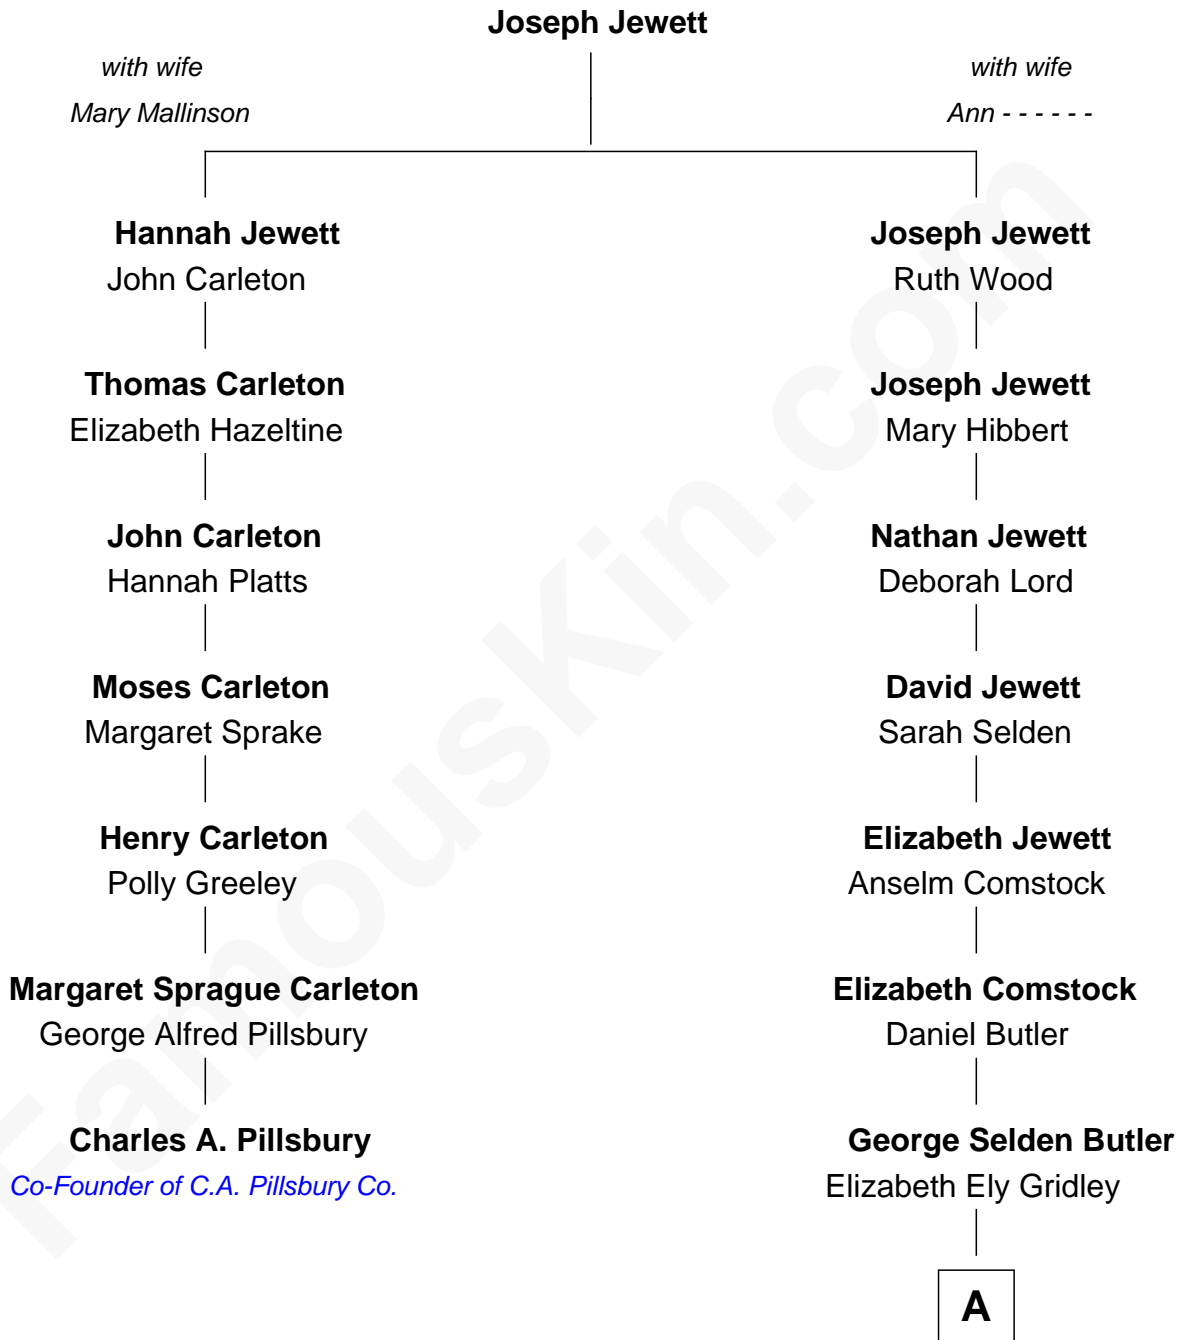 Joseph Jewett
with wife
Mary Mallinson
with wife
Ann - - - - - -
Hannah Jewett
John Carleton
Thomas Carleton
Elizabeth Hazeltine
John Carleton
Hannah Platts
Moses Carleton
Margaret Sprake
Henry Carleton
Polly Greeley
Margaret Sprague Carleton
George Alfred Pillsbury
Charles A. Pillsbury
Co-Founder of C.A. Pillsbury Co.
Joseph Jewett
Ruth Wood
Joseph Jewett
Mary Hibbert
Nathan Jewett
Deborah Lord
David Jewett
Sarah Selden
Elizabeth Jewett
Anselm Comstock
Elizabeth Comstock
Daniel Butler
George Selden Butler
Elizabeth Ely Gridley
A
FamousKin.com